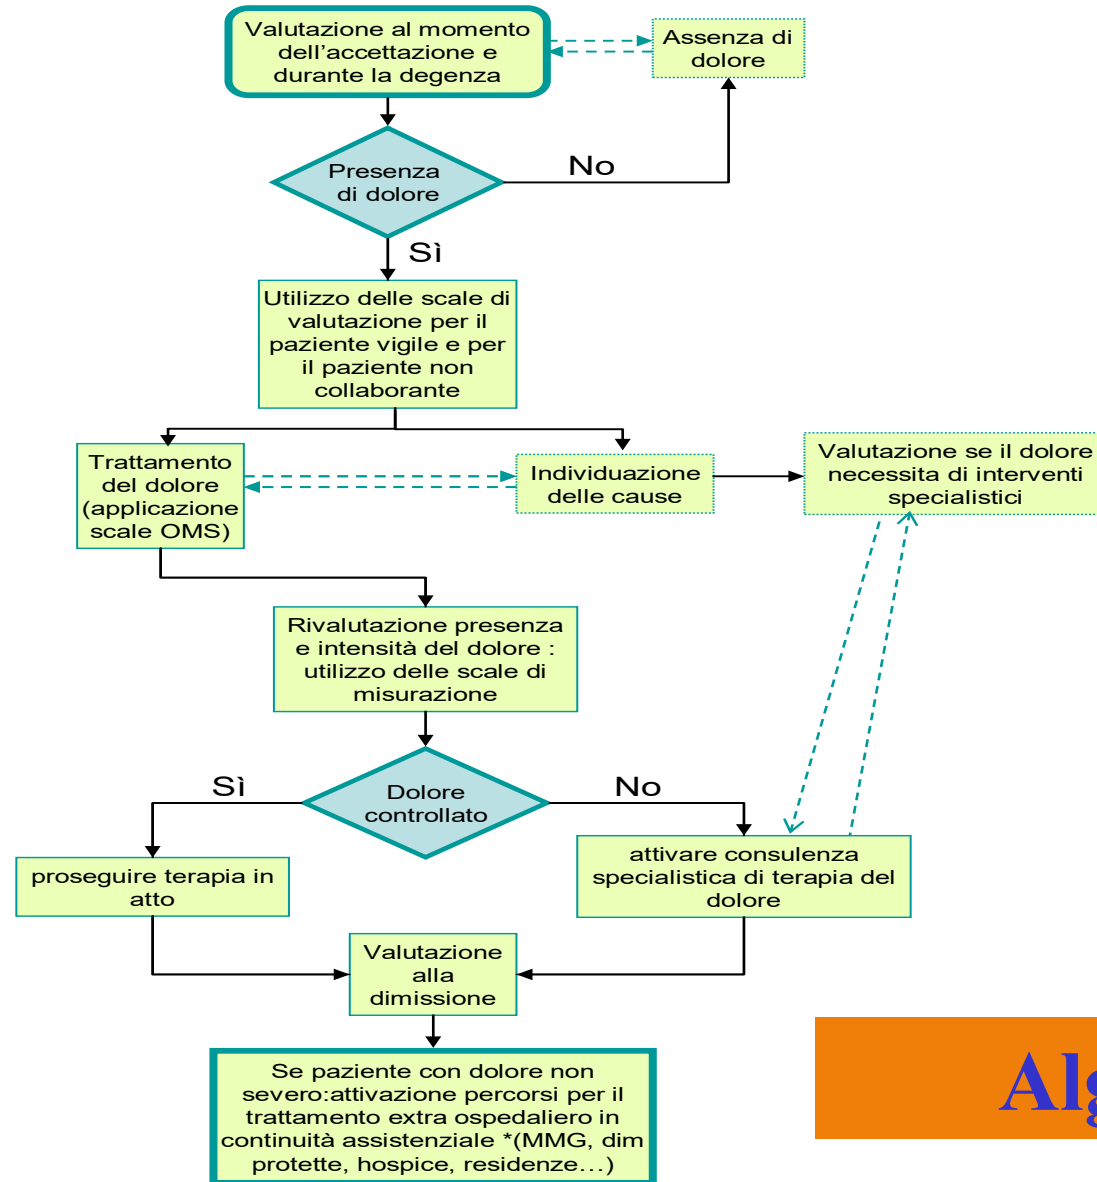 Valutazione al momento
dell'accettazione e
durante la degenza
Assenza di
dolore
Presenza
di dolore
No
Sì
Utilizzo delle scale di
valutazione per il
paziente vigile e per
il paziente non
collaborante
Trattamento
del dolore
(applicazione
scale OMS)
Individuazione
delle cause
Valutazione se il dolore
necessita di interventi
specialistici
Rivalutazione presenza
e intensità del dolore :
utilizzo delle scale di
misurazione
Sì
Dolore
controllato
No
proseguire terapia in
atto
attivare consulenza
specialistica di terapia del
dolore
Valutazione
alla
dimissione
Se paziente con dolore non
severo:attivazione percorsi per il
trattamento extra ospedaliero in
continuità assistenziale *(MMG, dim
protette, hospice, residenze…)
Alg